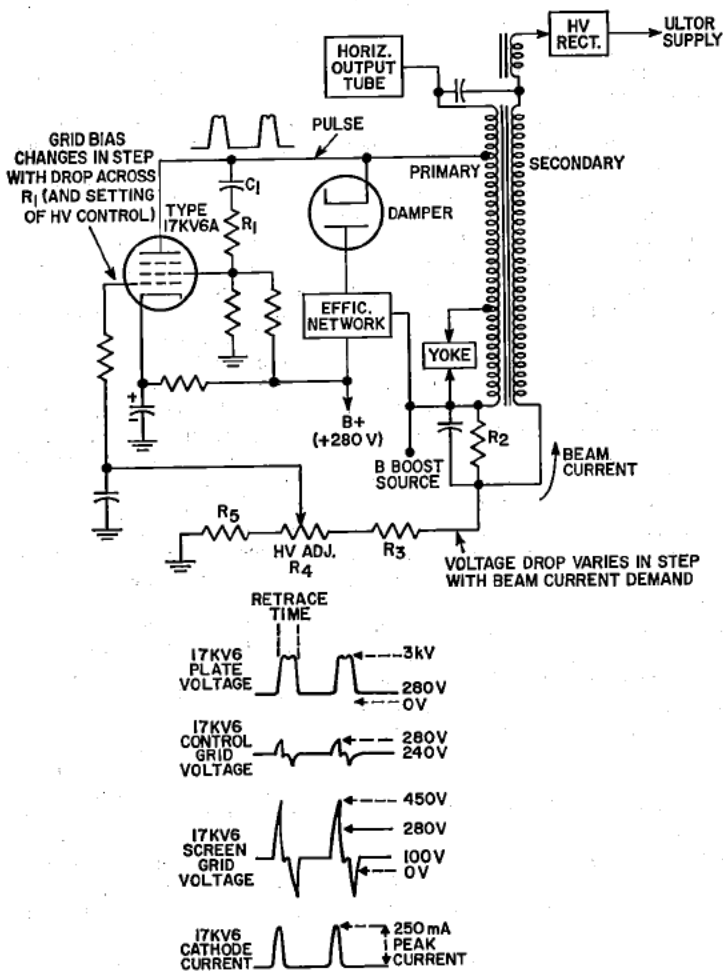 HORIZ.
OUTPUT
TUBE
HV
RECT.
ULTOR
SUPPLY
GRID BIAS
CHANGES IN STEP
WITH DROP ACROSS
R1 (AND SETTING
OF HV CONTROL)
PULSE
PRIMARY
SECONDARY
C1
TYPE
17KV6A
R1
DAMPER
EFFIC.
NETWORK
YOKE
+
-
B+
(+280 V)
B BOOST
SOURCE
R2
BEAM
CURRENT
R5
HV ADJ.
R4
R3
VOLTAGE DROP VARIES IN STEP
WITH BEAM CURRENT DEMAND
RETRACE
TIME
17KV6
PLATE
VOLTAGE
3kV
280V
0V
17KV6
CONTROL
GRID
VOLTAGE
280V
240V
17KV6
SCREEN
GRID
VOLTAGE
450V
280V
100V
0V
17KV6
CATHODE
CURRENT
250mA
PEAK
CURRENT